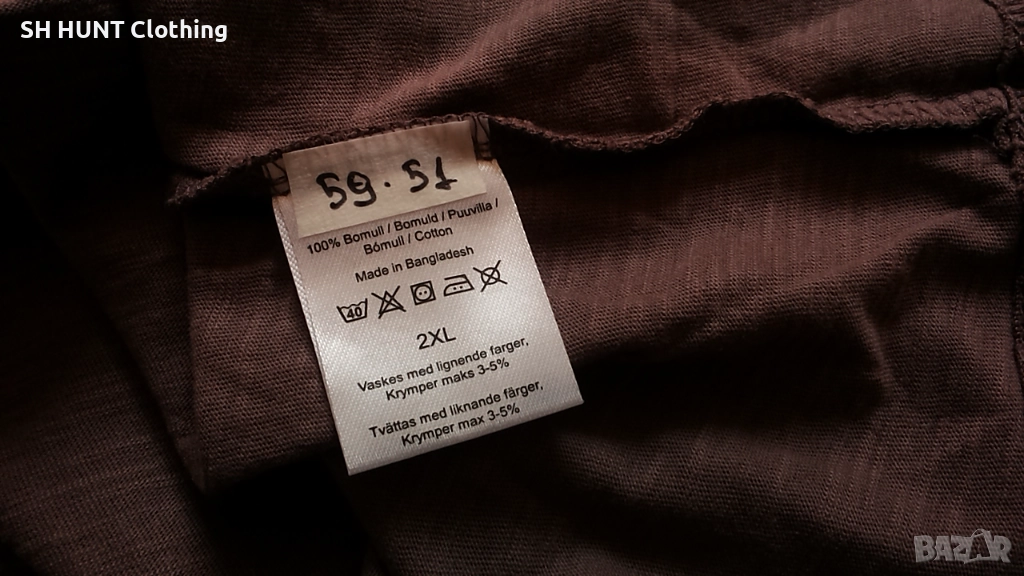 SH HUNT Clothing
59.51
100% Bomull / Bomuld / Puuvilla /
Bómull / Cotton
Made in Bangladesh
40
2XL
Vaskes med lignende farger,
Krymper maks 3-5%
Tvättas med liknande färger,
Krymper max 3-5%
BAZAR